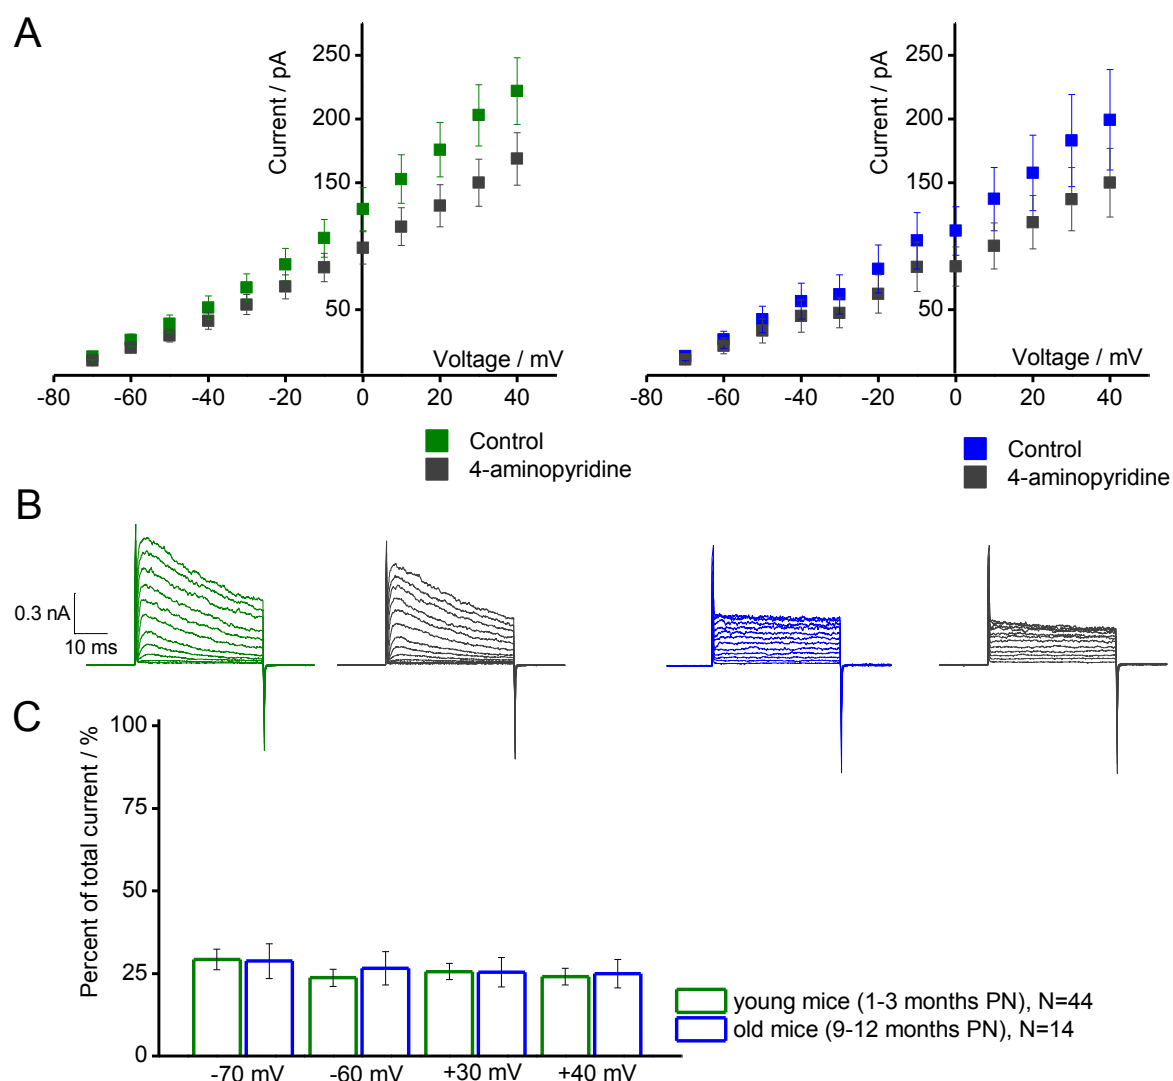 A
Current / pA
250
200
150
50
Voltage / mV
-80 -60 -40 -20 0 20 40
Control
4-aminopyridine
Current / pA
250
200
150
50
Voltage / mV
-80 -60 -40 -20 0 20 40
Control
4-aminopyridine
B
0.3 nA
10 ms
C
Percent of total current / %
100
75
50
25
0
-70 mV -60 mV +30 mV +40 mV
young mice (1-3 months PN), N=44
old mice (9-12 months PN), N=14